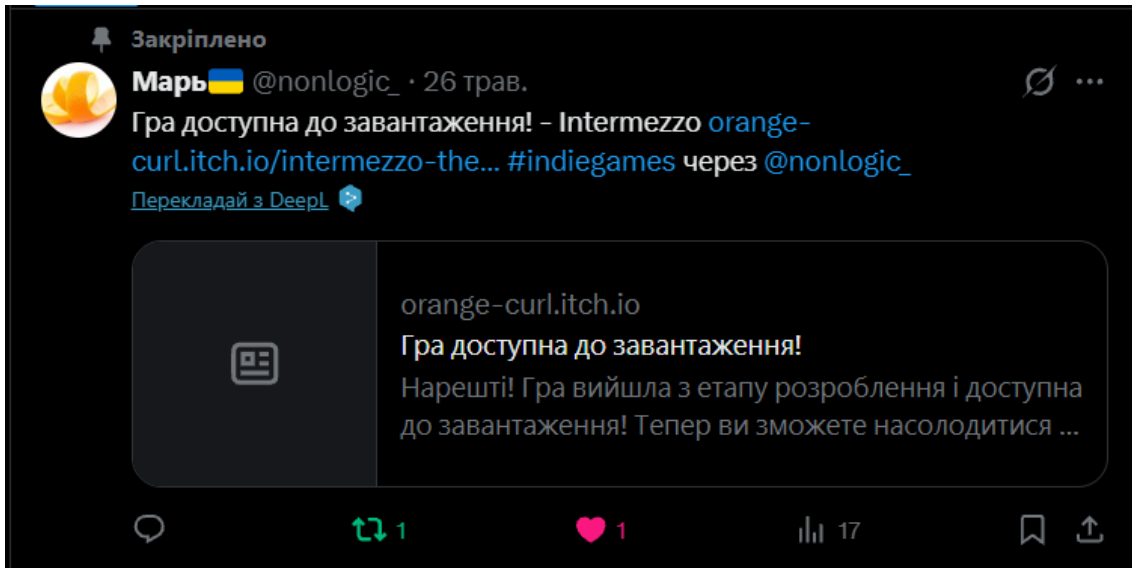 Закріплено
Марь🇺🇦 @nonlogic_ · 26 трав.
Гра доступна до завантаження! - Intermezzo orange-
curl.itch.io/intermezzo-the... #indiegames через @nonlogic_
Перекладай з DeepL
orange-curl.itch.io
Гра доступна до завантаження!
Нарешті! Гра вийшла з етапу розроблення і доступна
до завантаження! Тепер ви зможете насолодитися ...
1 1 17